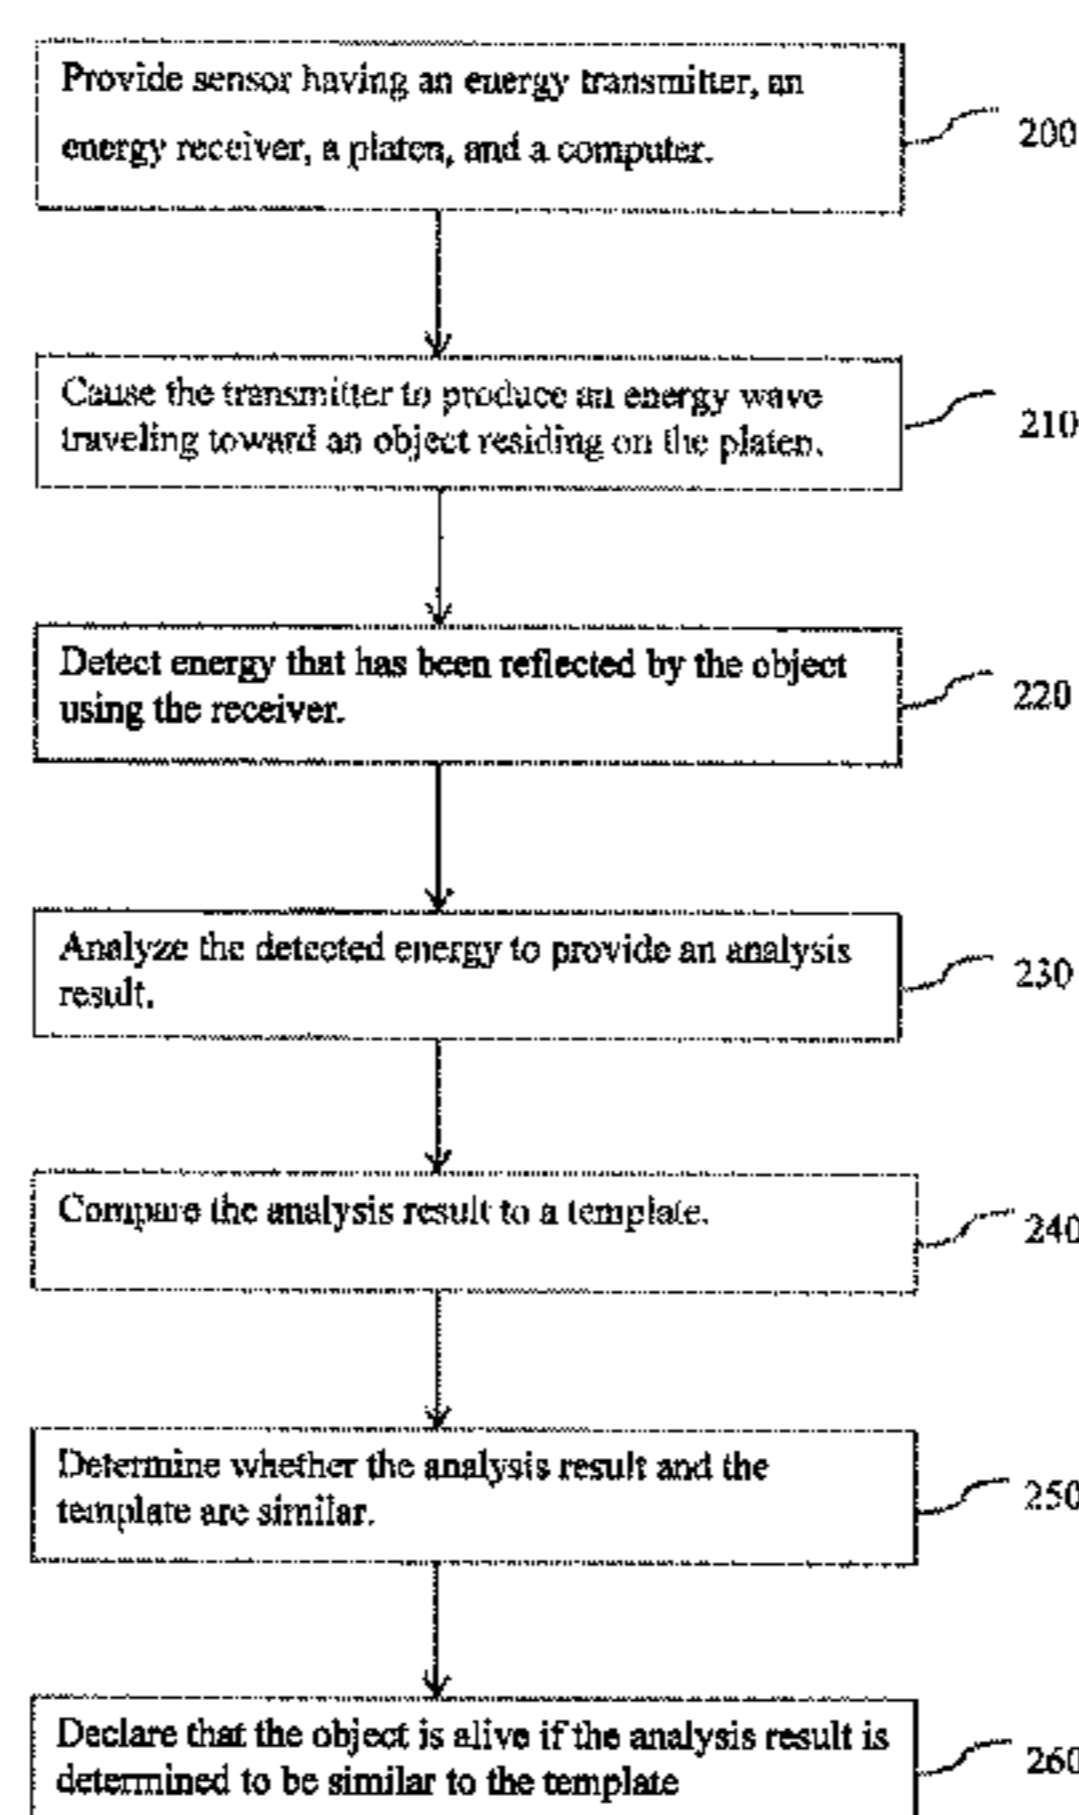 Provide sensor having an energy transmitter, an
energy receiver, a platen, and a computer.
200
Cause the transmitter to produce an energy wave
traveling toward an object residing on the platen.
210
Detect energy that has been reflected by the object
using the receiver.
220
Analyze the detected energy to provide an analysis
result.
230
Compare the analysis result to a template.
240
Determine whether the analysis result and the
template are similar.
250
Declare that the object is alive if the analysis result is
determined to be similar to the template
260